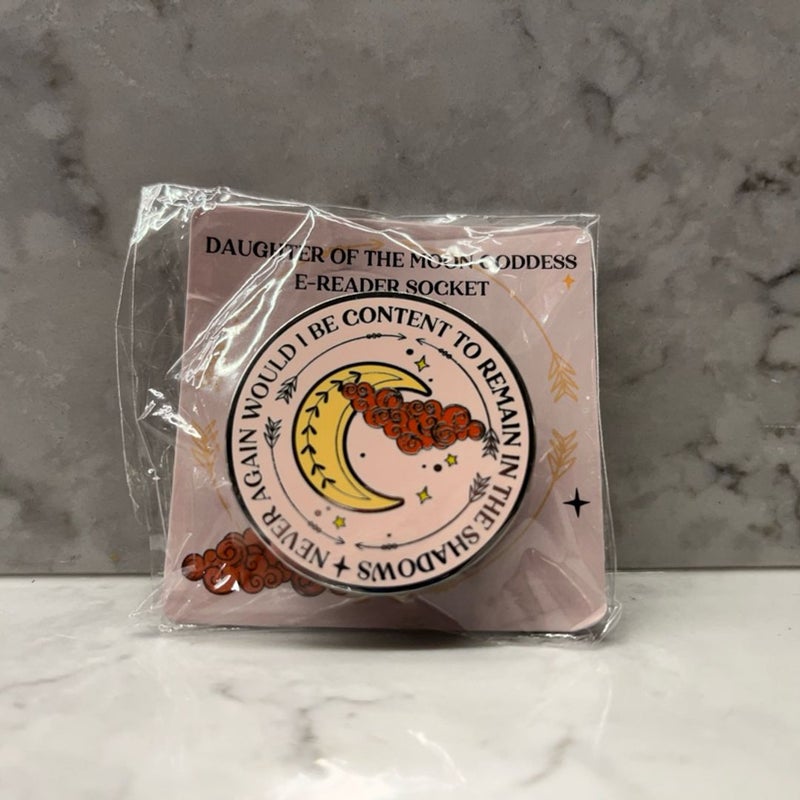 DAUGHTER OF THE MOON GODDESS
E-READER SOCKET
NEVER AGAIN WOULD I BE CONTENT TO REMAIN IN THE SHADOWS